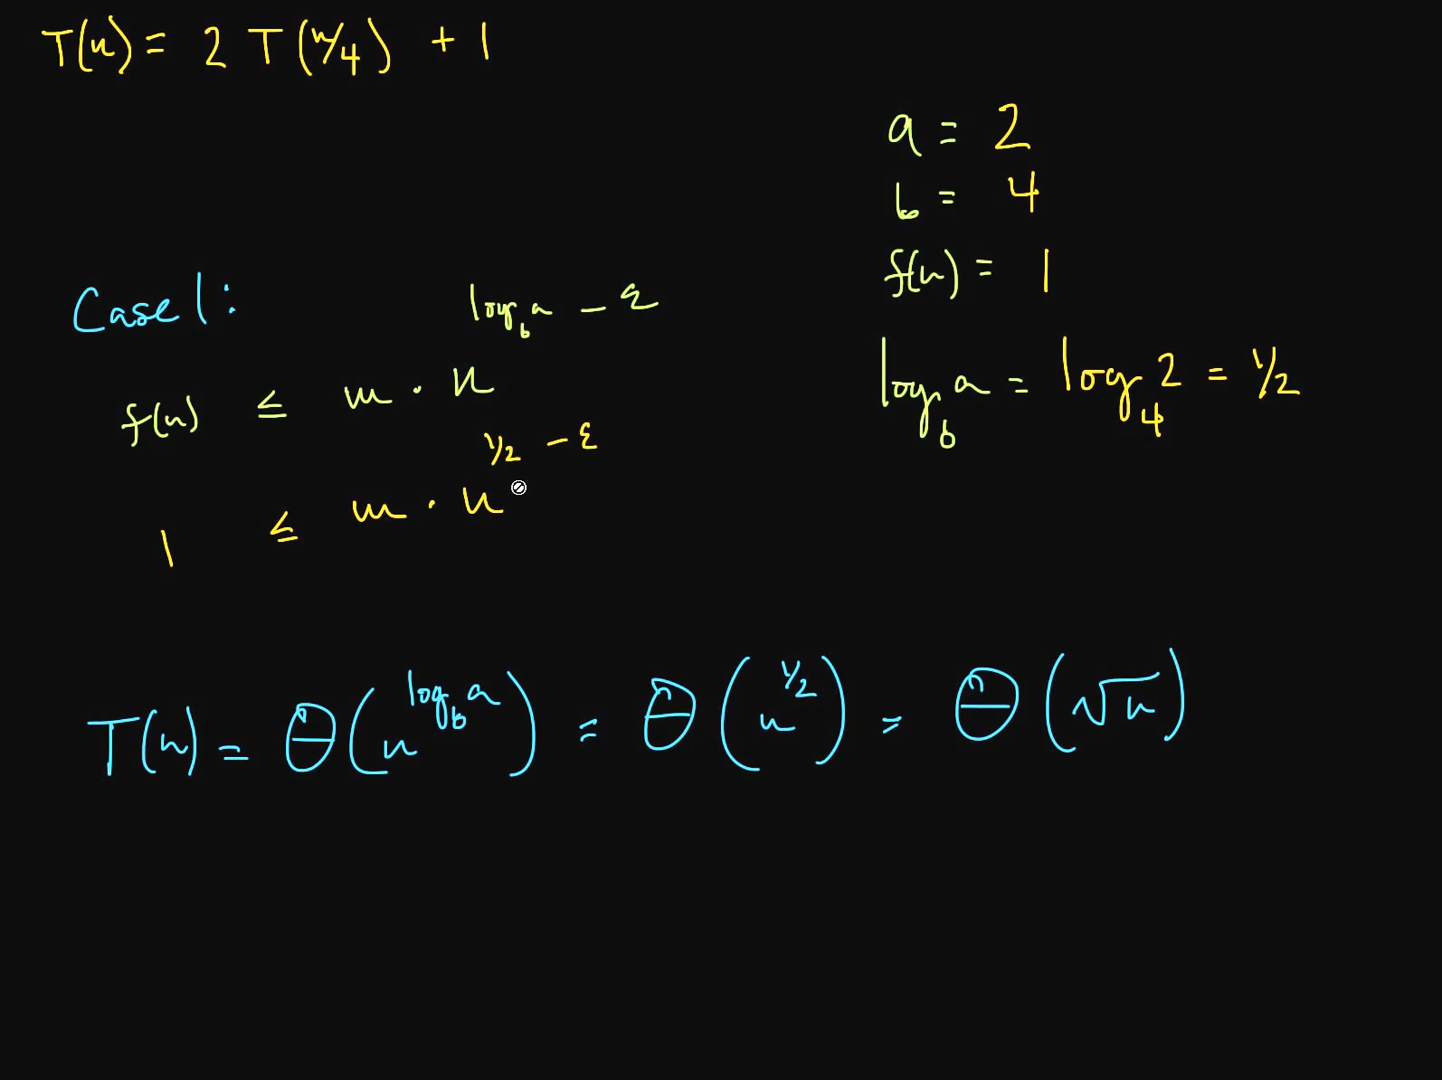 T(n) = 2 T(n/4) + 1
a = 2
b = 4
f(n) = 1
log_b a = log_4 2 = 1/2
Case 1:
f(n) ≤ m · n^(log_b a - ε)
1 ≤ m · n^(1/2 - ε)
T(n) = Θ(n^(log_b a)) = Θ(n^(1/2)) = Θ(√n)